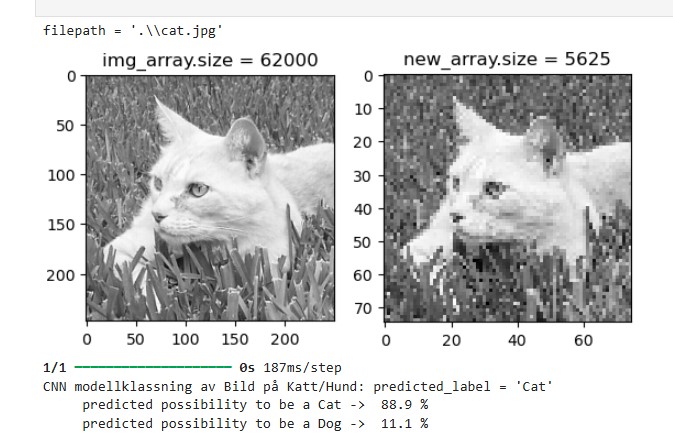 filepath = '.\\cat.jpg'
img_array.size = 62000
new_array.size = 5625
0
50
100
150
200
0 50 100 150 200
0
10
20
30
40
50
60
70
0 20 40 60
1/1 ━━━━━━━━━━━━━━━━━━━━ 0s 187ms/step
CNN modellklassning av Bild på Katt/Hund: predicted_label = 'Cat'
predicted possibility to be a Cat -> 88.9 %
predicted possibility to be a Dog -> 11.1 %